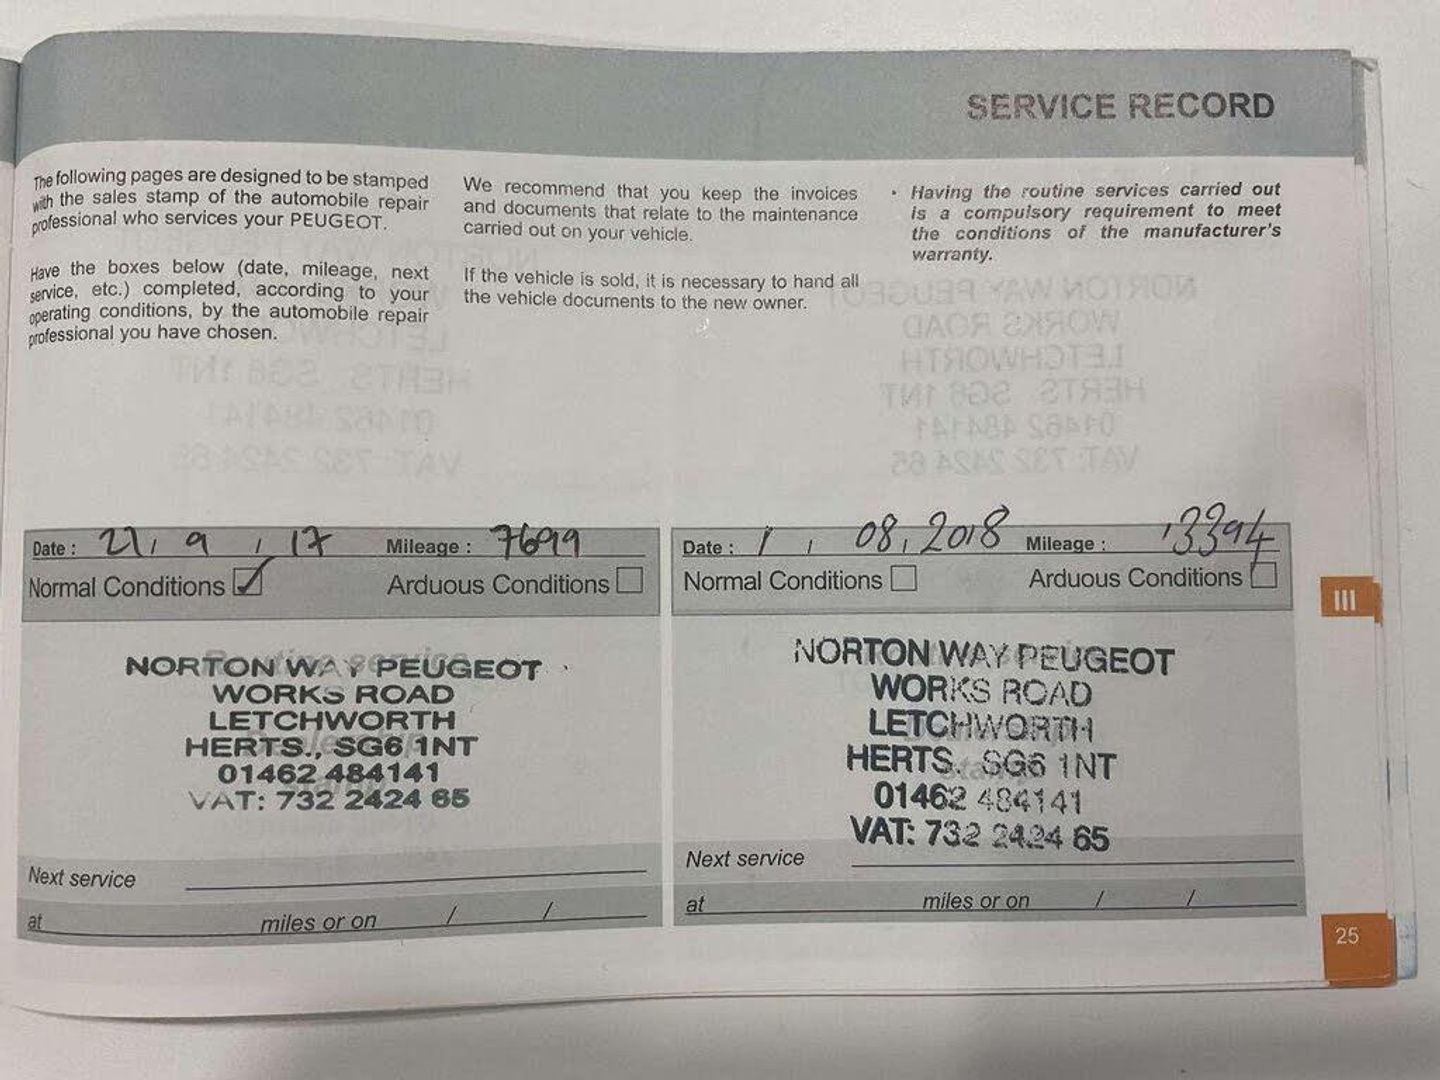 SERVICE RECORD
The following pages are designed to be stamped
with the sales stamp of the automobile repair
professional who services your PEUGEOT.
Have the boxes below (date, mileage, next
service, etc.) completed, according to your
operating conditions, by the automobile repair
professional you have chosen.
We recommend that you keep the invoices
and documents that relate to the maintenance
carried out on your vehicle.
If the vehicle is sold, it is necessary to hand all
the vehicle documents to the new owner.
• Having the routine services carried out
is a compulsory requirement to meet
the conditions of the manufacturer's
warranty.
Date : 21 / 9 / 17 Mileage : 7699
Normal Conditions Arduous Conditions
NORTON WAY PEUGEOT
WORKS ROAD
LETCHWORTH
HERTS., SG6 1NT
01462 484141
VAT: 732 2424 65
Next service
at miles or on / /
Date : 1 / 08 / 2018 Mileage : 13394
Normal Conditions Arduous Conditions
NORTON WAY PEUGEOT
WORKS ROAD
LETCHWORTH
HERTS. SG6 1NT
01462 484141
VAT: 732 2424 65
Next service
at miles or on / /
III
25